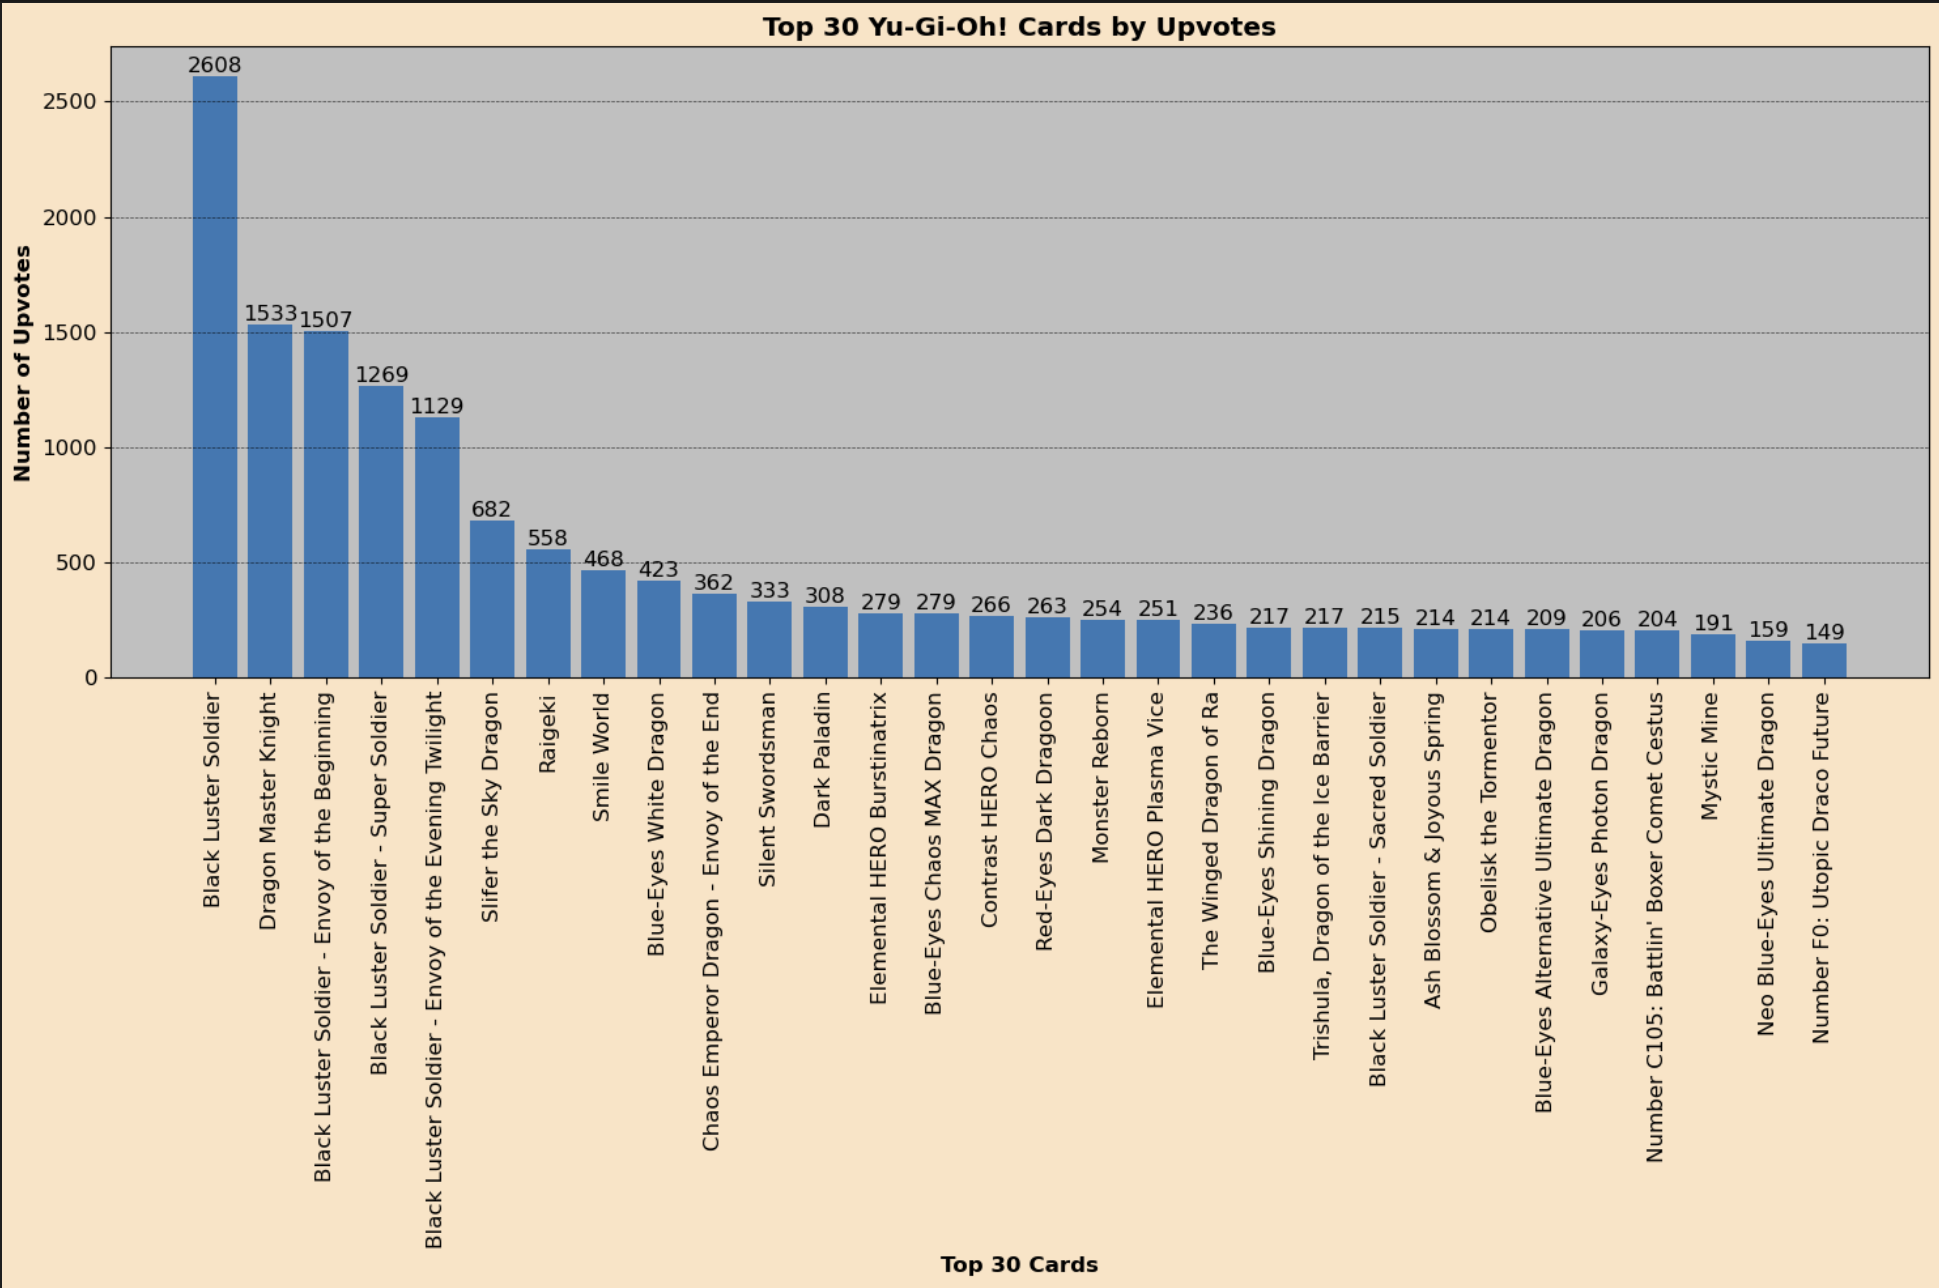 Top 30 Yu-Gi-Oh! Cards by Upvotes
Number of Upvotes
2500
2000
1500
1000
500
0
2608
1533
1507
1269
1129
682
558
468
423
362
333
308
279
279
266
263
254
251
236
217
217
215
214
214
209
206
204
191
159
149
Black Luster Soldier
Dragon Master Knight
Black Luster Soldier - Envoy of the Beginning
Black Luster Soldier - Super Soldier
Black Luster Soldier - Envoy of the Evening Twilight
Slifer the Sky Dragon
Raigeki
Smile World
Blue-Eyes White Dragon
Chaos Emperor Dragon - Envoy of the End
Silent Swordsman
Dark Paladin
Elemental HERO Burstinatrix
Blue-Eyes Chaos MAX Dragon
Contrast HERO Chaos
Red-Eyes Dark Dragoon
Monster Reborn
Elemental HERO Plasma Vice
The Winged Dragon of Ra
Blue-Eyes Shining Dragon
Trishula, Dragon of the Ice Barrier
Black Luster Soldier - Sacred Soldier
Ash Blossom & Joyous Spring
Obelisk the Tormentor
Blue-Eyes Alternative Ultimate Dragon
Galaxy-Eyes Photon Dragon
Number C105: Battlin' Boxer Comet Cestus
Mystic Mine
Neo Blue-Eyes Ultimate Dragon
Number F0: Utopic Draco Future
Top 30 Cards